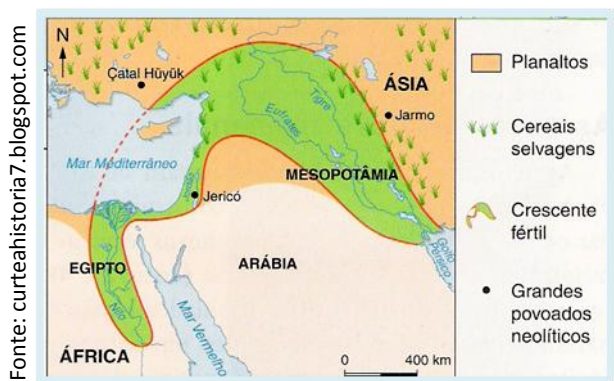 Fonte: curteahistoria7.blogspot.com
N
Çatal Hüyük
ÁSIA
Tigre
Eufrates
Jarmo
Mar Mediterrâneo
MESOPOTÂMIA
Jericó
Golfo
Pérsico
EGIPTO
ARÁBIA
Nilo
Mar Vermelho
ÁFRICA
0 400 km
Planaltos
Cereais
selvagens
Crescente
fértil
Grandes
povoados
neolíticos